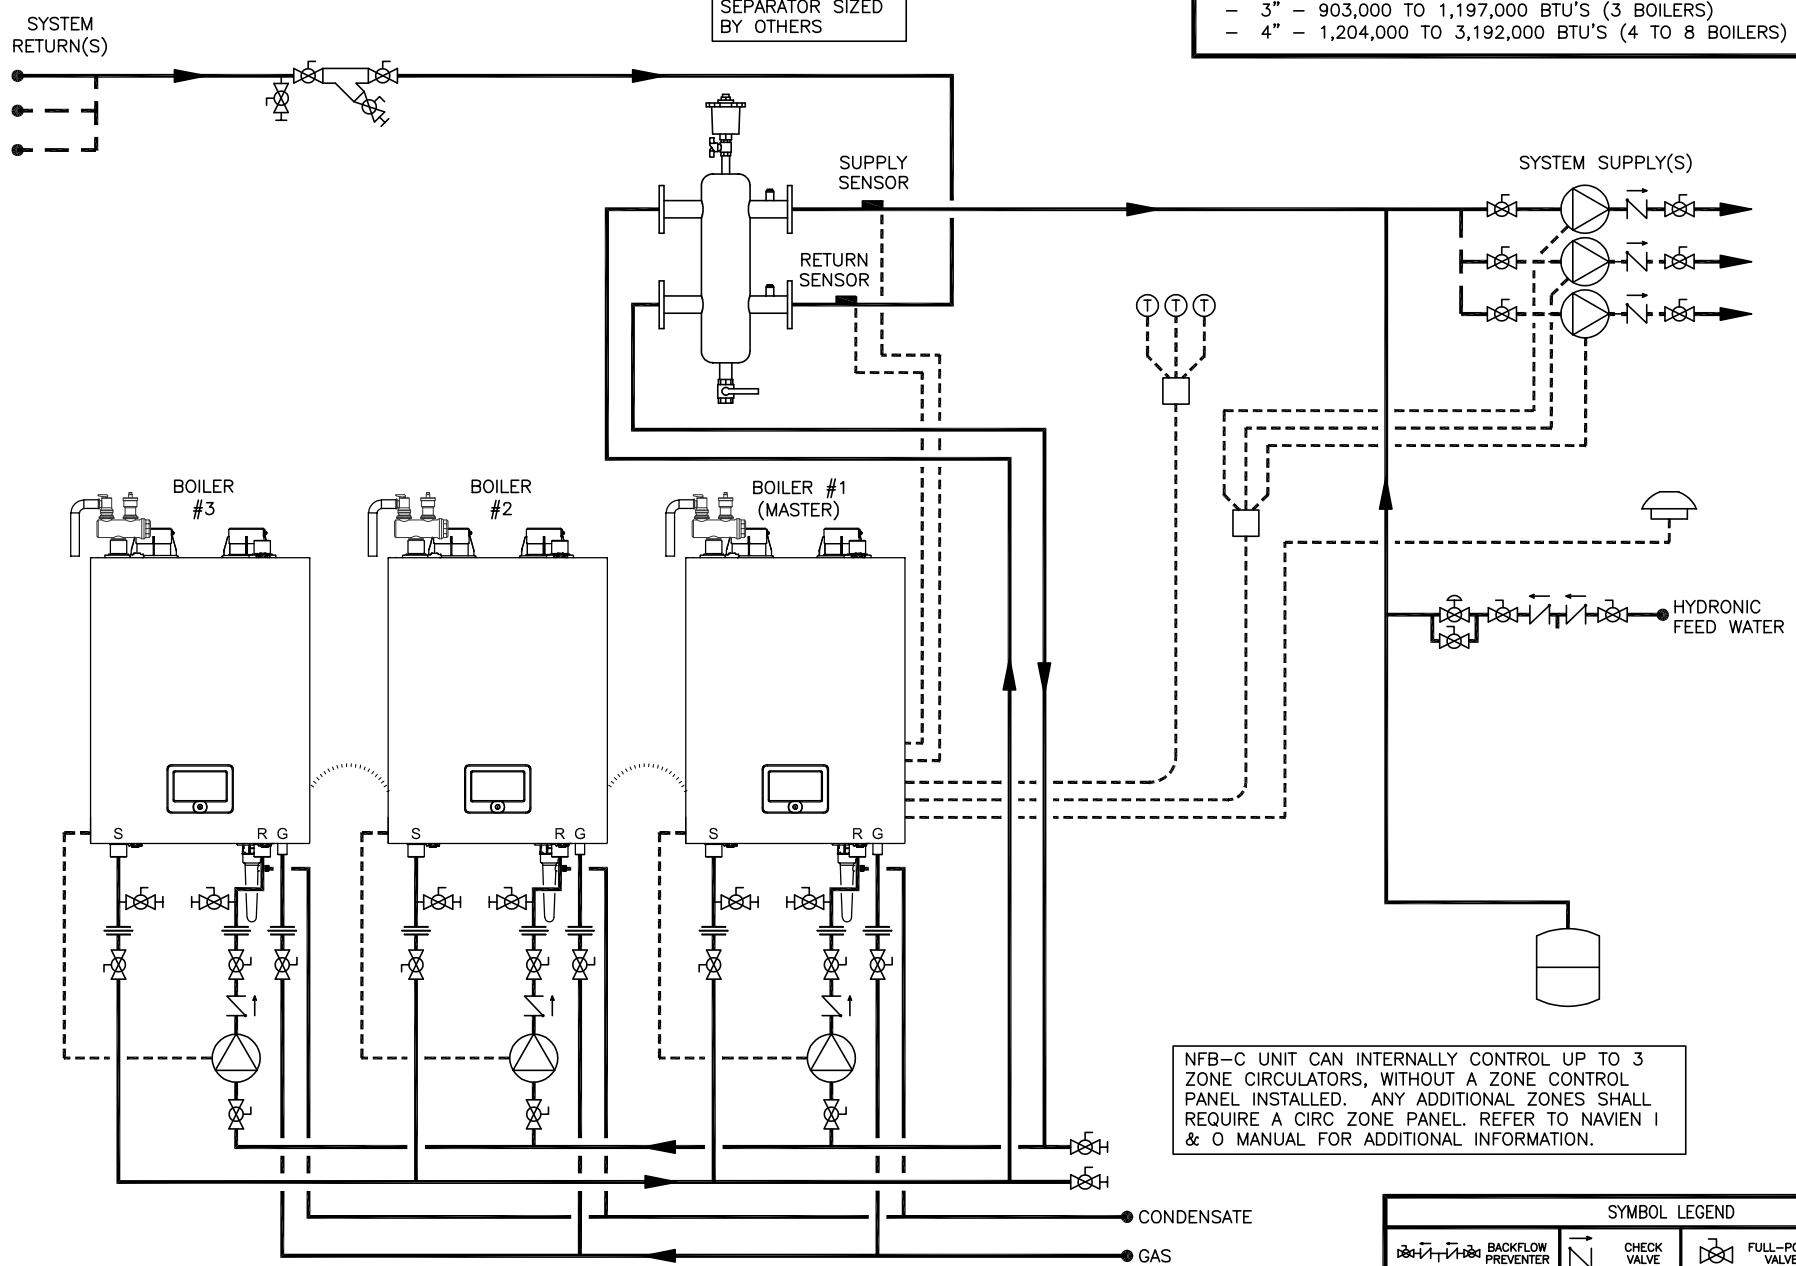 SEPARATOR SIZED
BY OTHERS
- 3" - 903,000 TO 1,197,000 BTU'S (3 BOILERS)
- 4" - 1,204,000 TO 3,192,000 BTU'S (4 TO 8 BOILERS)
SYSTEM
RETURN(S)
SUPPLY
SENSOR
SYSTEM SUPPLY(S)
RETURN
SENSOR
T T T
BOILER
#3
BOILER
#2
BOILER #1
(MASTER)
HYDRONIC
FEED WATER
S R G
S R G
S R G
NFB-C UNIT CAN INTERNALLY CONTROL UP TO 3
ZONE CIRCULATORS, WITHOUT A ZONE CONTROL
PANEL INSTALLED. ANY ADDITIONAL ZONES SHALL
REQUIRE A CIRC ZONE PANEL. REFER TO NAVIEN I
& O MANUAL FOR ADDITIONAL INFORMATION.
CONDENSATE
GAS
SYMBOL LEGEND
BACKFLOW
PREVENTER
CHECK
VALVE
VALVE